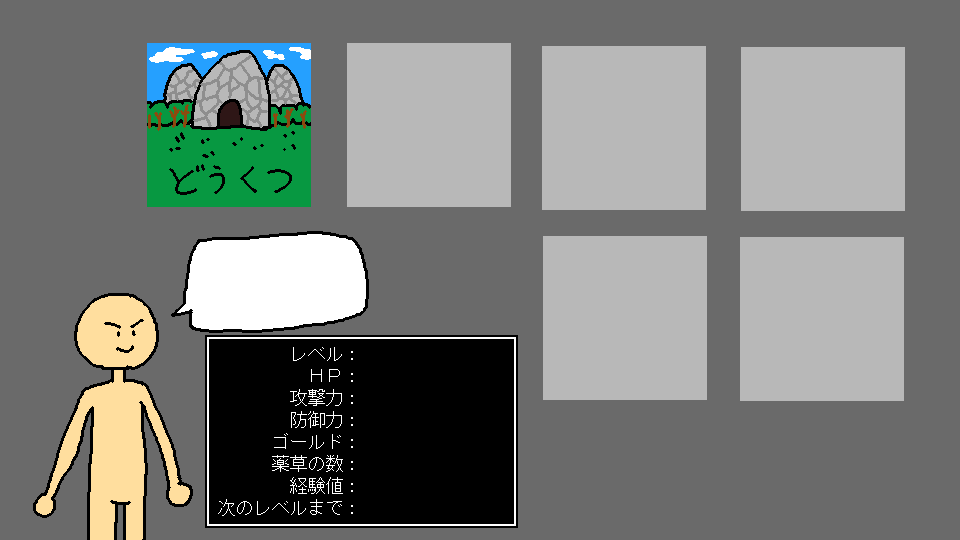 どうくつ
レベル：
ＨＰ：
攻撃力：
防御力：
ゴールド：
薬草の数：
経験値：
次のレベルまで：